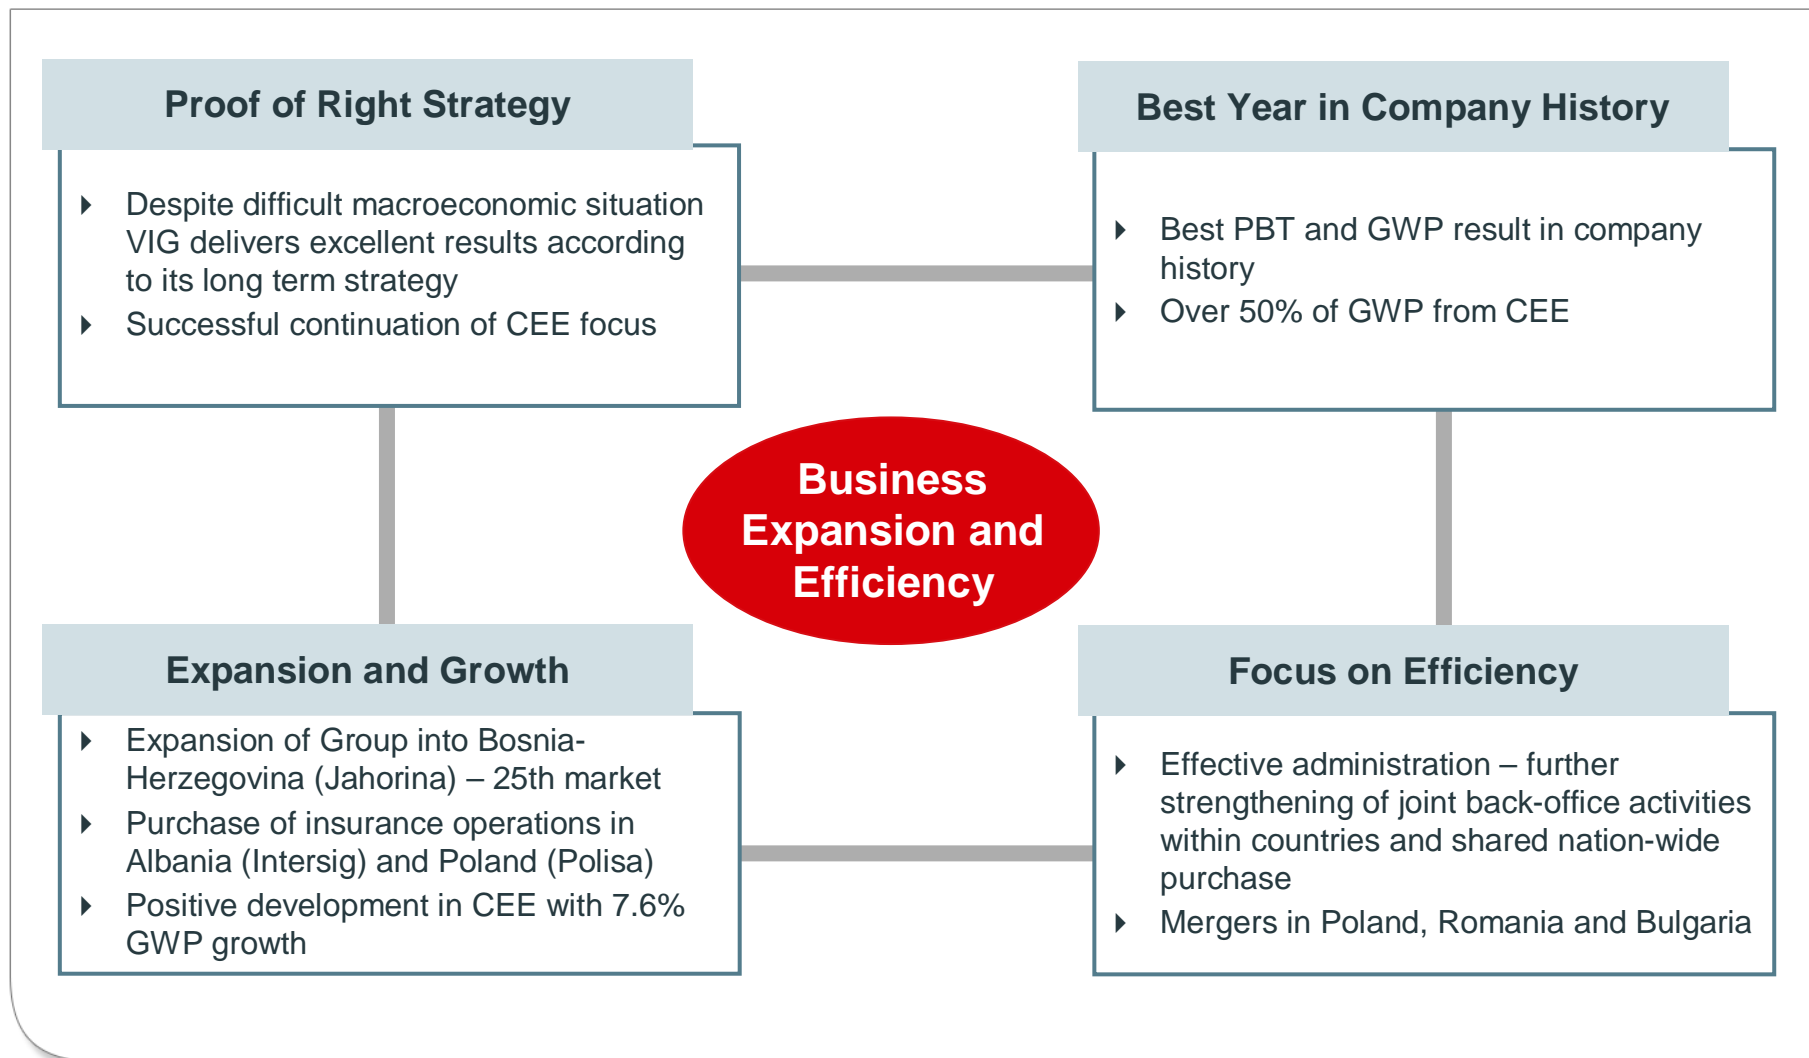 Proof of Right Strategy
Despite difficult macroeconomic situation
VIG delivers excellent results according
to its long term strategy
Successful continuation of CEE focus
Best Year in Company History
Best PBT and GWP result in company
history
Over 50% of GWP from CEE
Business
Expansion and
Efficiency
Expansion and Growth
Expansion of Group into Bosnia-
Herzegovina (Jahorina) – 25th market
Purchase of insurance operations in
Albania (Intersig) and Poland (Polisa)
Positive development in CEE with 7.6%
GWP growth
Focus on Efficiency
Effective administration – further
strengthening of joint back-office activities
within countries and shared nation-wide
purchase
Mergers in Poland, Romania and Bulgaria